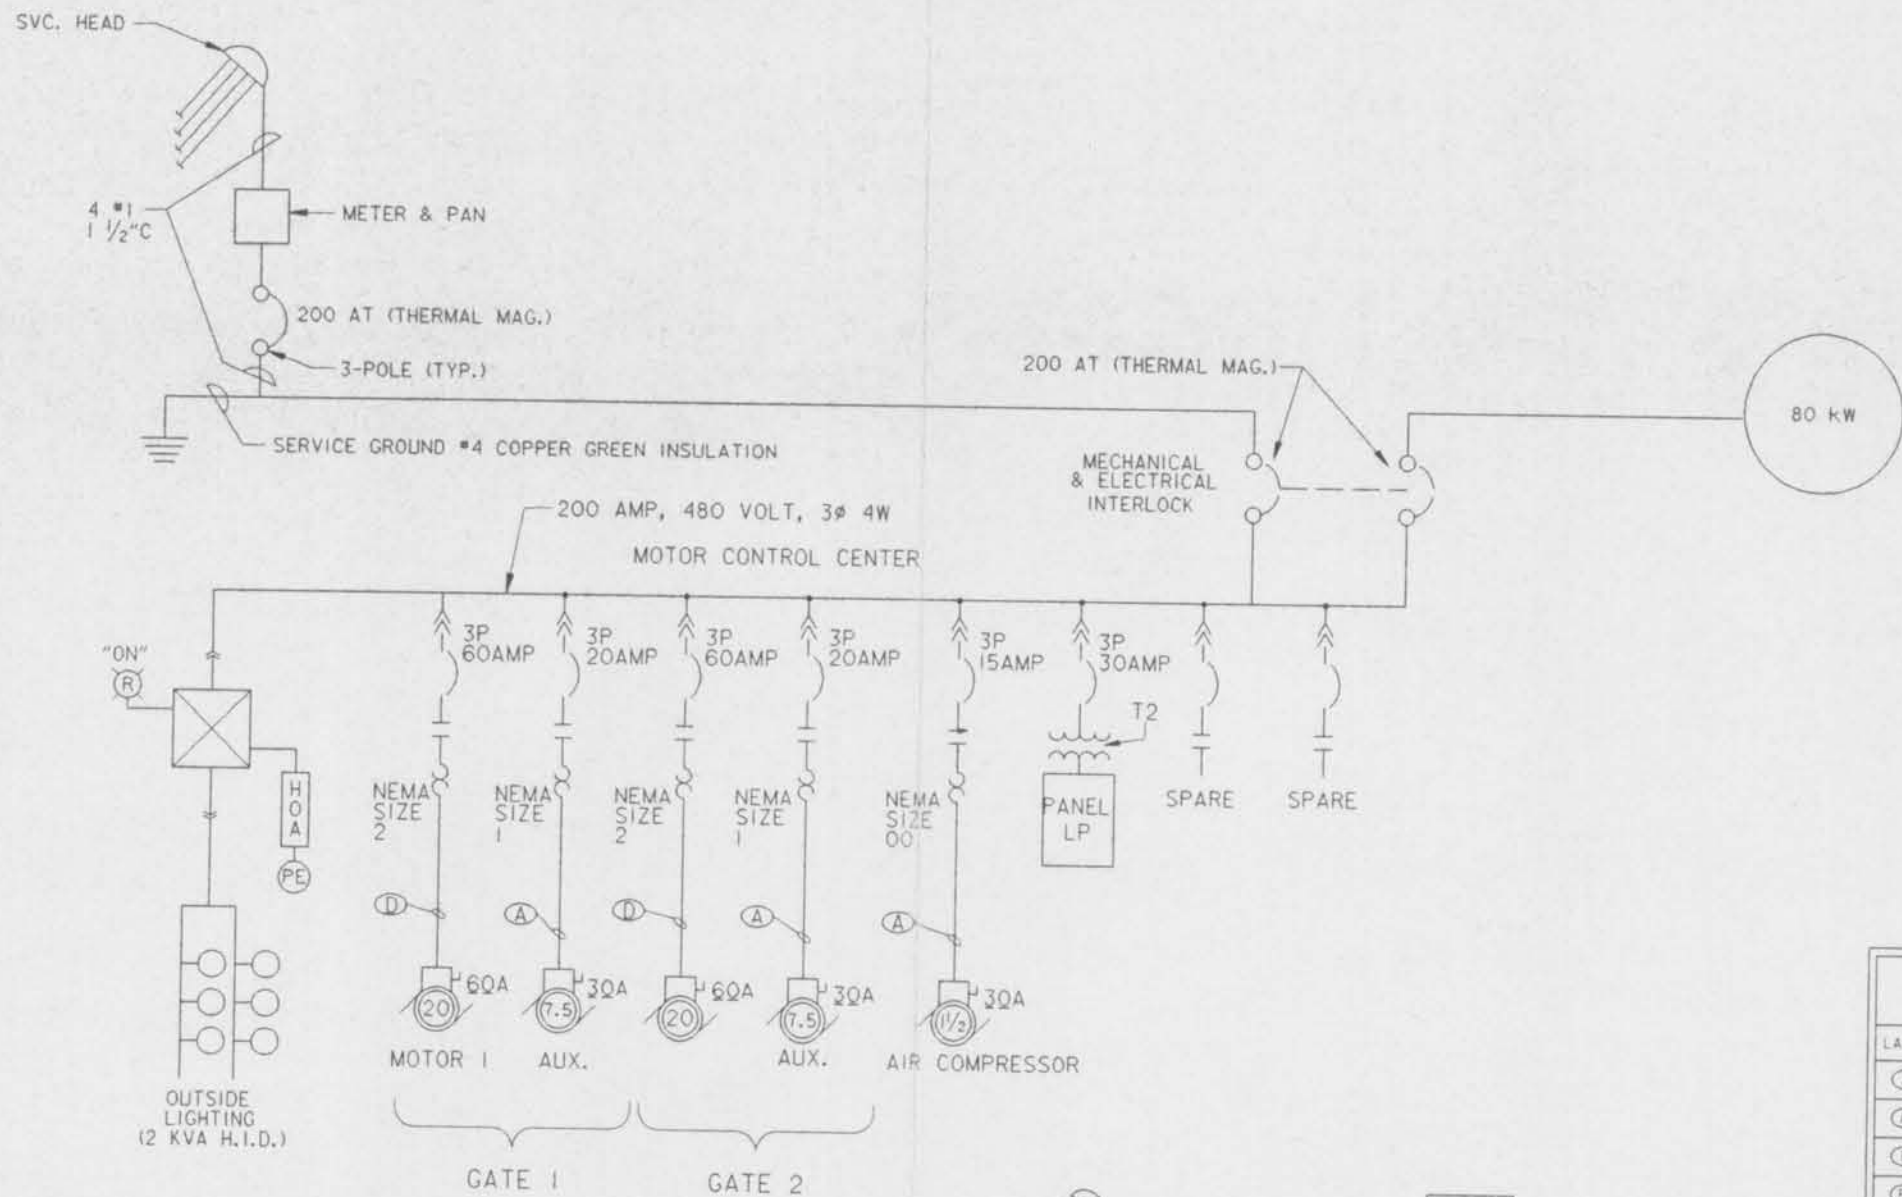 SVC. HEAD
4 #1
1 1/2"C
METER & PAN
200 AT (THERMAL MAG.)
3-POLE (TYP.)
SERVICE GROUND #4 COPPER GREEN INSULATION
200 AT (THERMAL MAG.)
80 KW
MECHANICAL
& ELECTRICAL
INTERLOCK
200 AMP, 480 VOLT, 3ø 4W
MOTOR CONTROL CENTER
"ON"
R
H
O
A
PE
OUTSIDE
LIGHTING
(2 KVA H.I.D.)
3P
60AMP
3P
20AMP
3P
60AMP
3P
20AMP
3P
15AMP
3P
30AMP
T2
NEMA
SIZE
2
NEMA
SIZE
1
NEMA
SIZE
2
NEMA
SIZE
1
NEMA
SIZE
00
PANEL
LP
SPARE
SPARE
D
A
D
A
A
60A
30A
60A
30A
30A
20
7.5
20
7.5
1 1/2
MOTOR 1
AUX.
AUX.
AIR COMPRESSOR
GATE 1
GATE 2